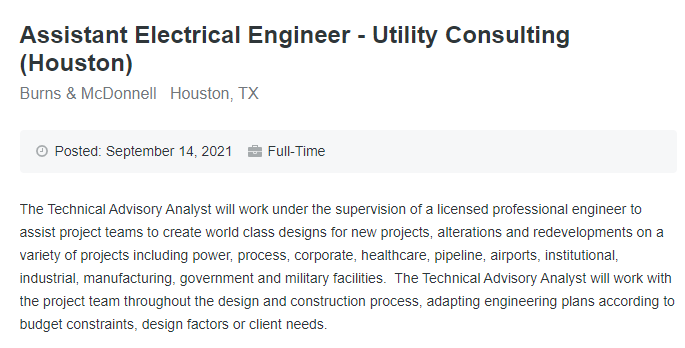 Assistant Electrical Engineer - Utility Consulting
(Houston)
Burns & McDonnell Houston, TX
Posted: September 14, 2021 Full-Time
The Technical Advisory Analyst will work under the supervision of a licensed professional engineer to
assist project teams to create world class designs for new projects, alterations and redevelopments on a
variety of projects including power, process, corporate, healthcare, pipeline, airports, institutional,
industrial, manufacturing, government and military facilities.  The Technical Advisory Analyst will work with
the project team throughout the design and construction process, adapting engineering plans according to
budget constraints, design factors or client needs.